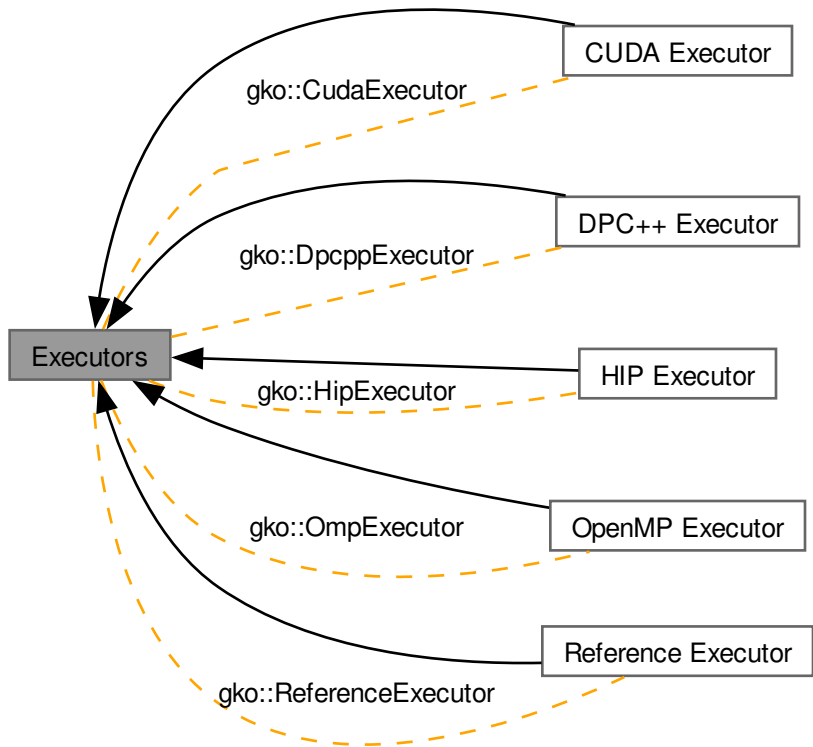 CUDA Executor
gko::CudaExecutor
DPC++ Executor
gko::DpcppExecutor
Executors
HIP Executor
gko::HipExecutor
OpenMP Executor
gko::OmpExecutor
Reference Executor
gko::ReferenceExecutor